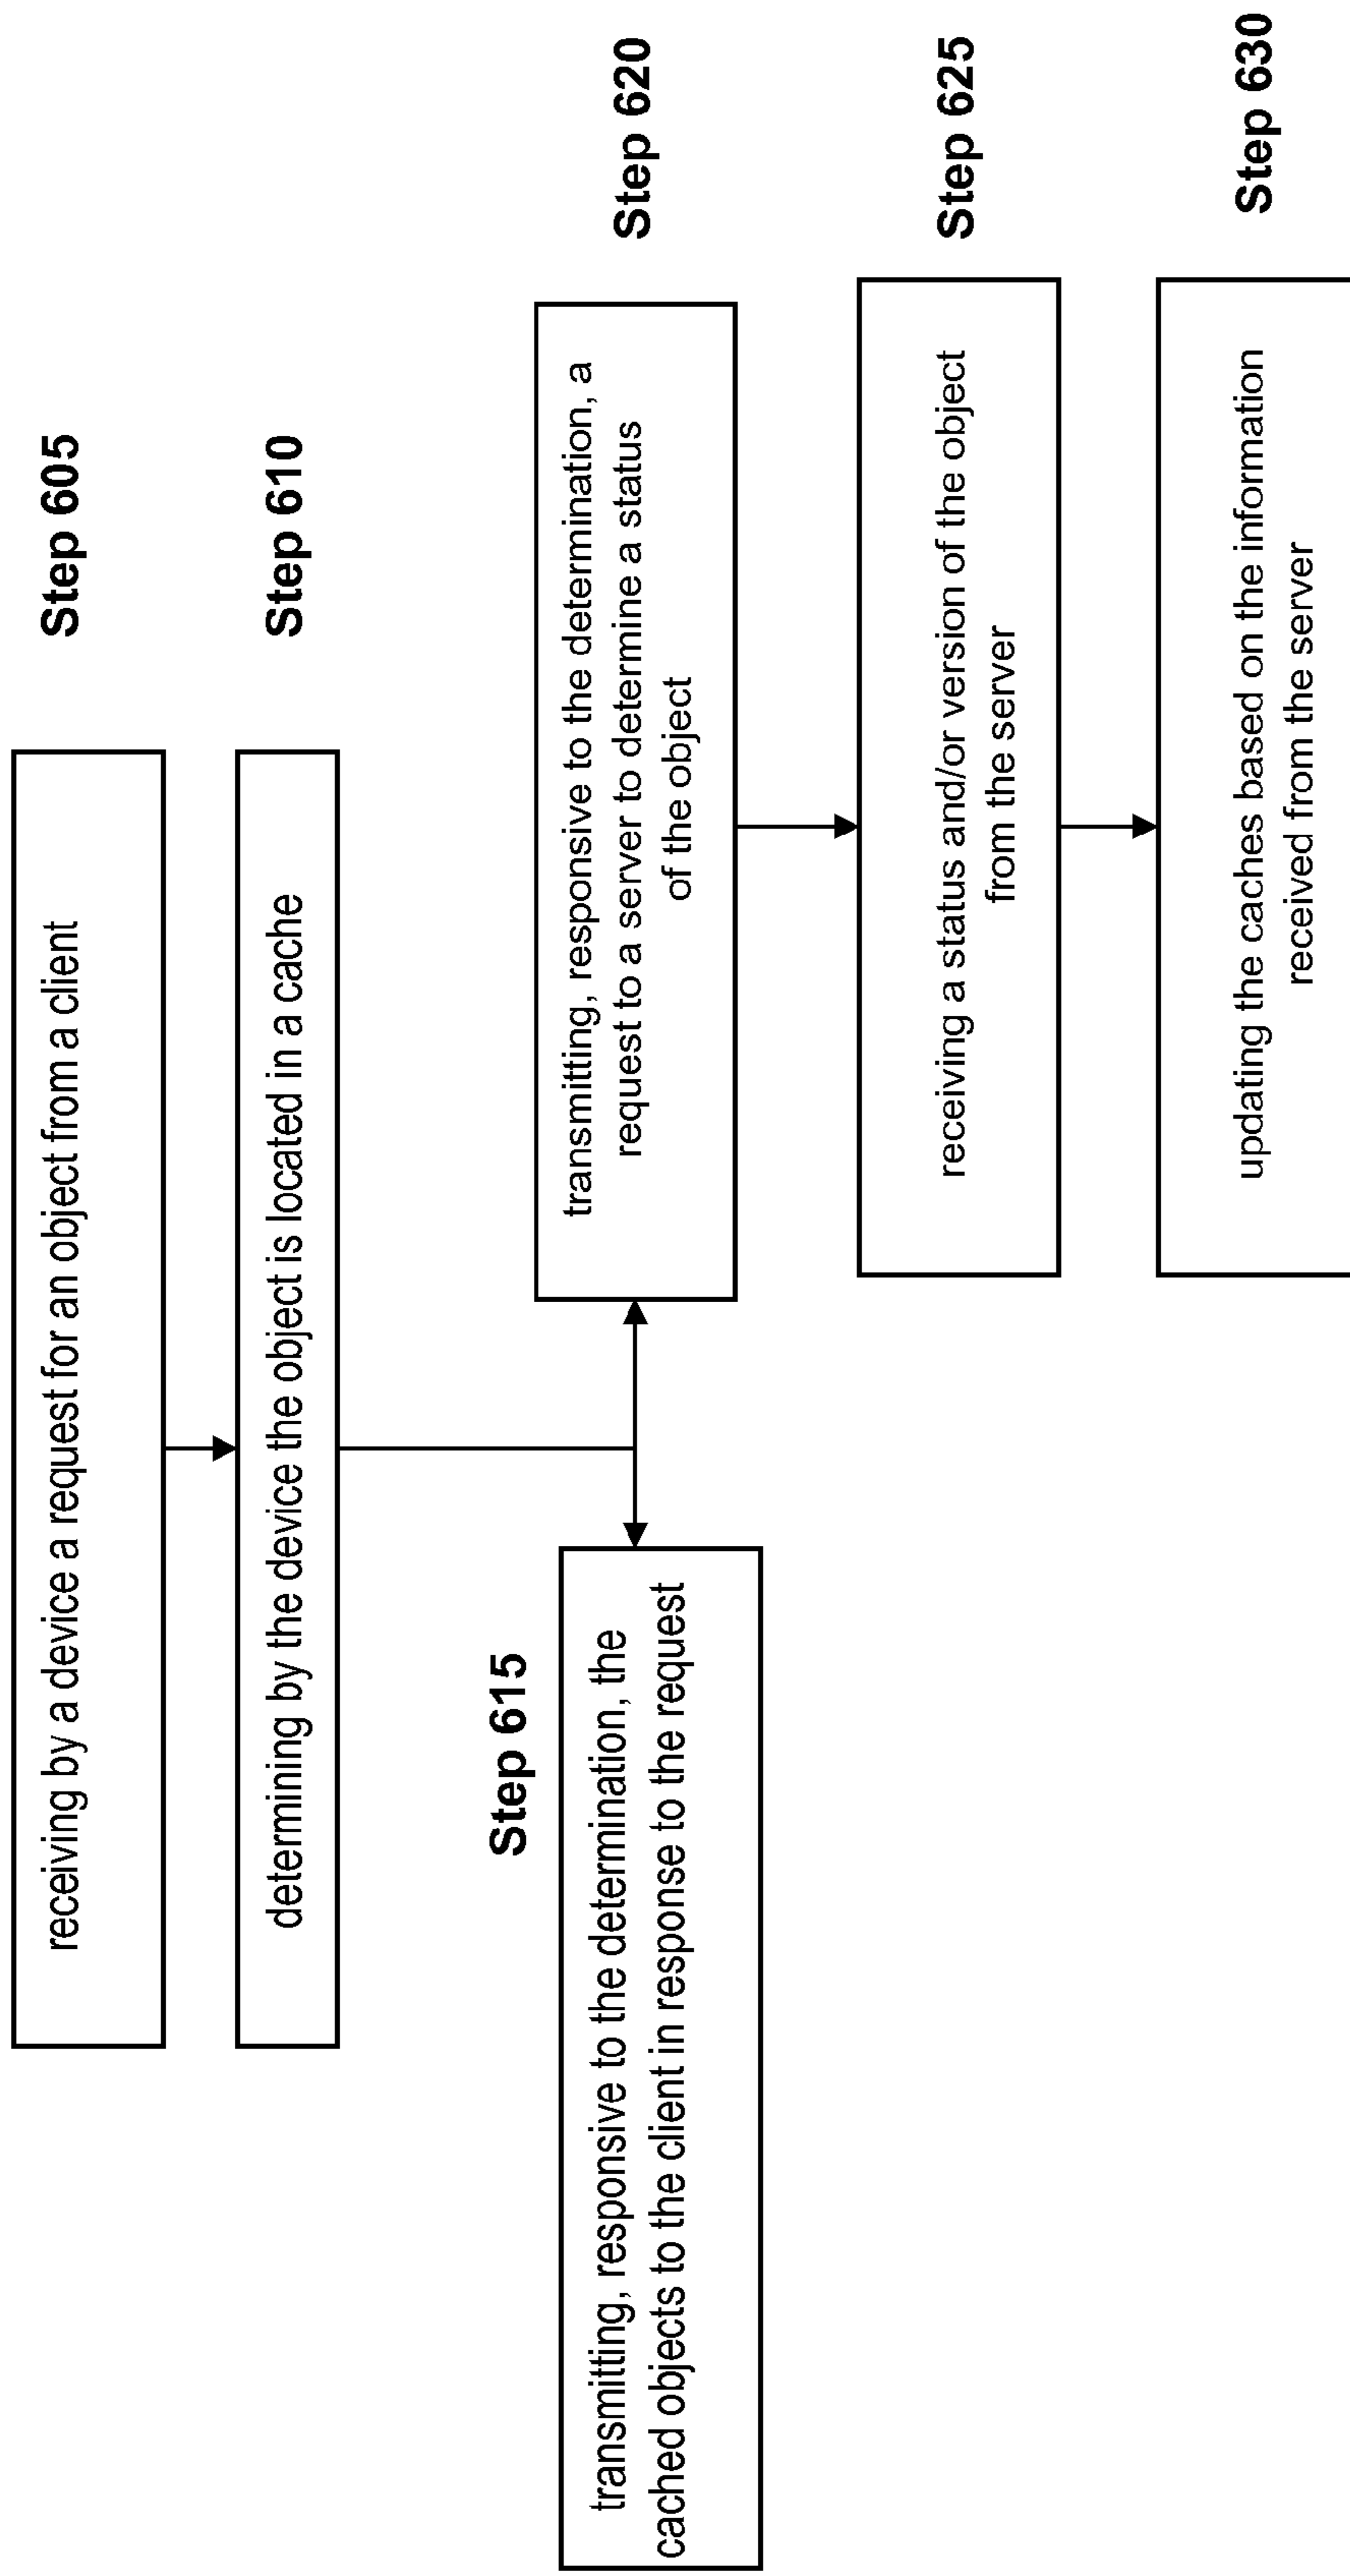 receiving by a device a request for an object from a client
Step 605
determining by the device the object is located in a cache
Step 610
Step 615
transmitting, responsive to the determination, the
cached objects to the client in response to the request
transmitting, responsive to the determination, a
request to a server to determine a status
of the object
Step 620
receiving a status and/or version of the object
from the server
Step 625
updating the caches based on the information
received from the server
Step 630